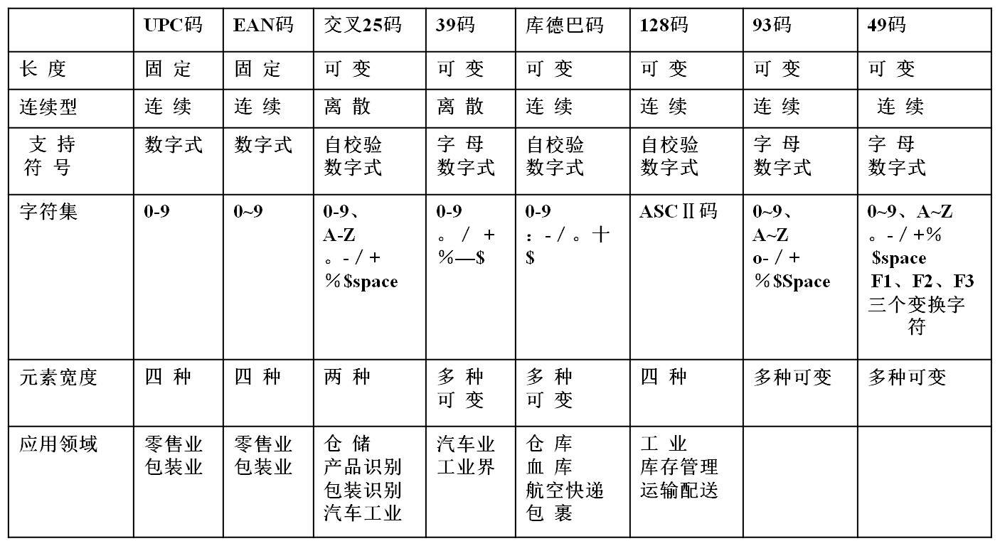 UPC码 EAN码 交叉25码 39码 库德巴码 128码 93码 49码
长 度 固 定 固 定 可 变 可 变 可 变 可 变 可 变 可 变
连续型 连 续 连 续 离 散 离 散 连 续 连 续 连 续 连 续
支 持 数字式 数字式 自校验 字 母 自校验 自校验 字 母 字 母
符 号 数字式 数字式 数字式 数字式 数字式 数字式
字符集 0-9 0~9 0-9、 0-9 0-9 ASCⅡ码 0~9、 0~9、A~Z
A-Z 。/ + :-/。十 A~Z 。-/+%
。-/+ %—$ $ o-/+ $space
%$space %$Space F1、F2、F3
三个变换字
符
元素宽度 四 种 四 种 两 种 多 种 多 种 四 种 多种可变 多种可变
可 变 可 变
应用领域 零售业 零售业 仓 储 汽车业 仓 库 工 业
包装业 包装业 产品识别 工业界 血 库 库存管理
包装识别 航空快递 运输配送
汽车工业 包 裹